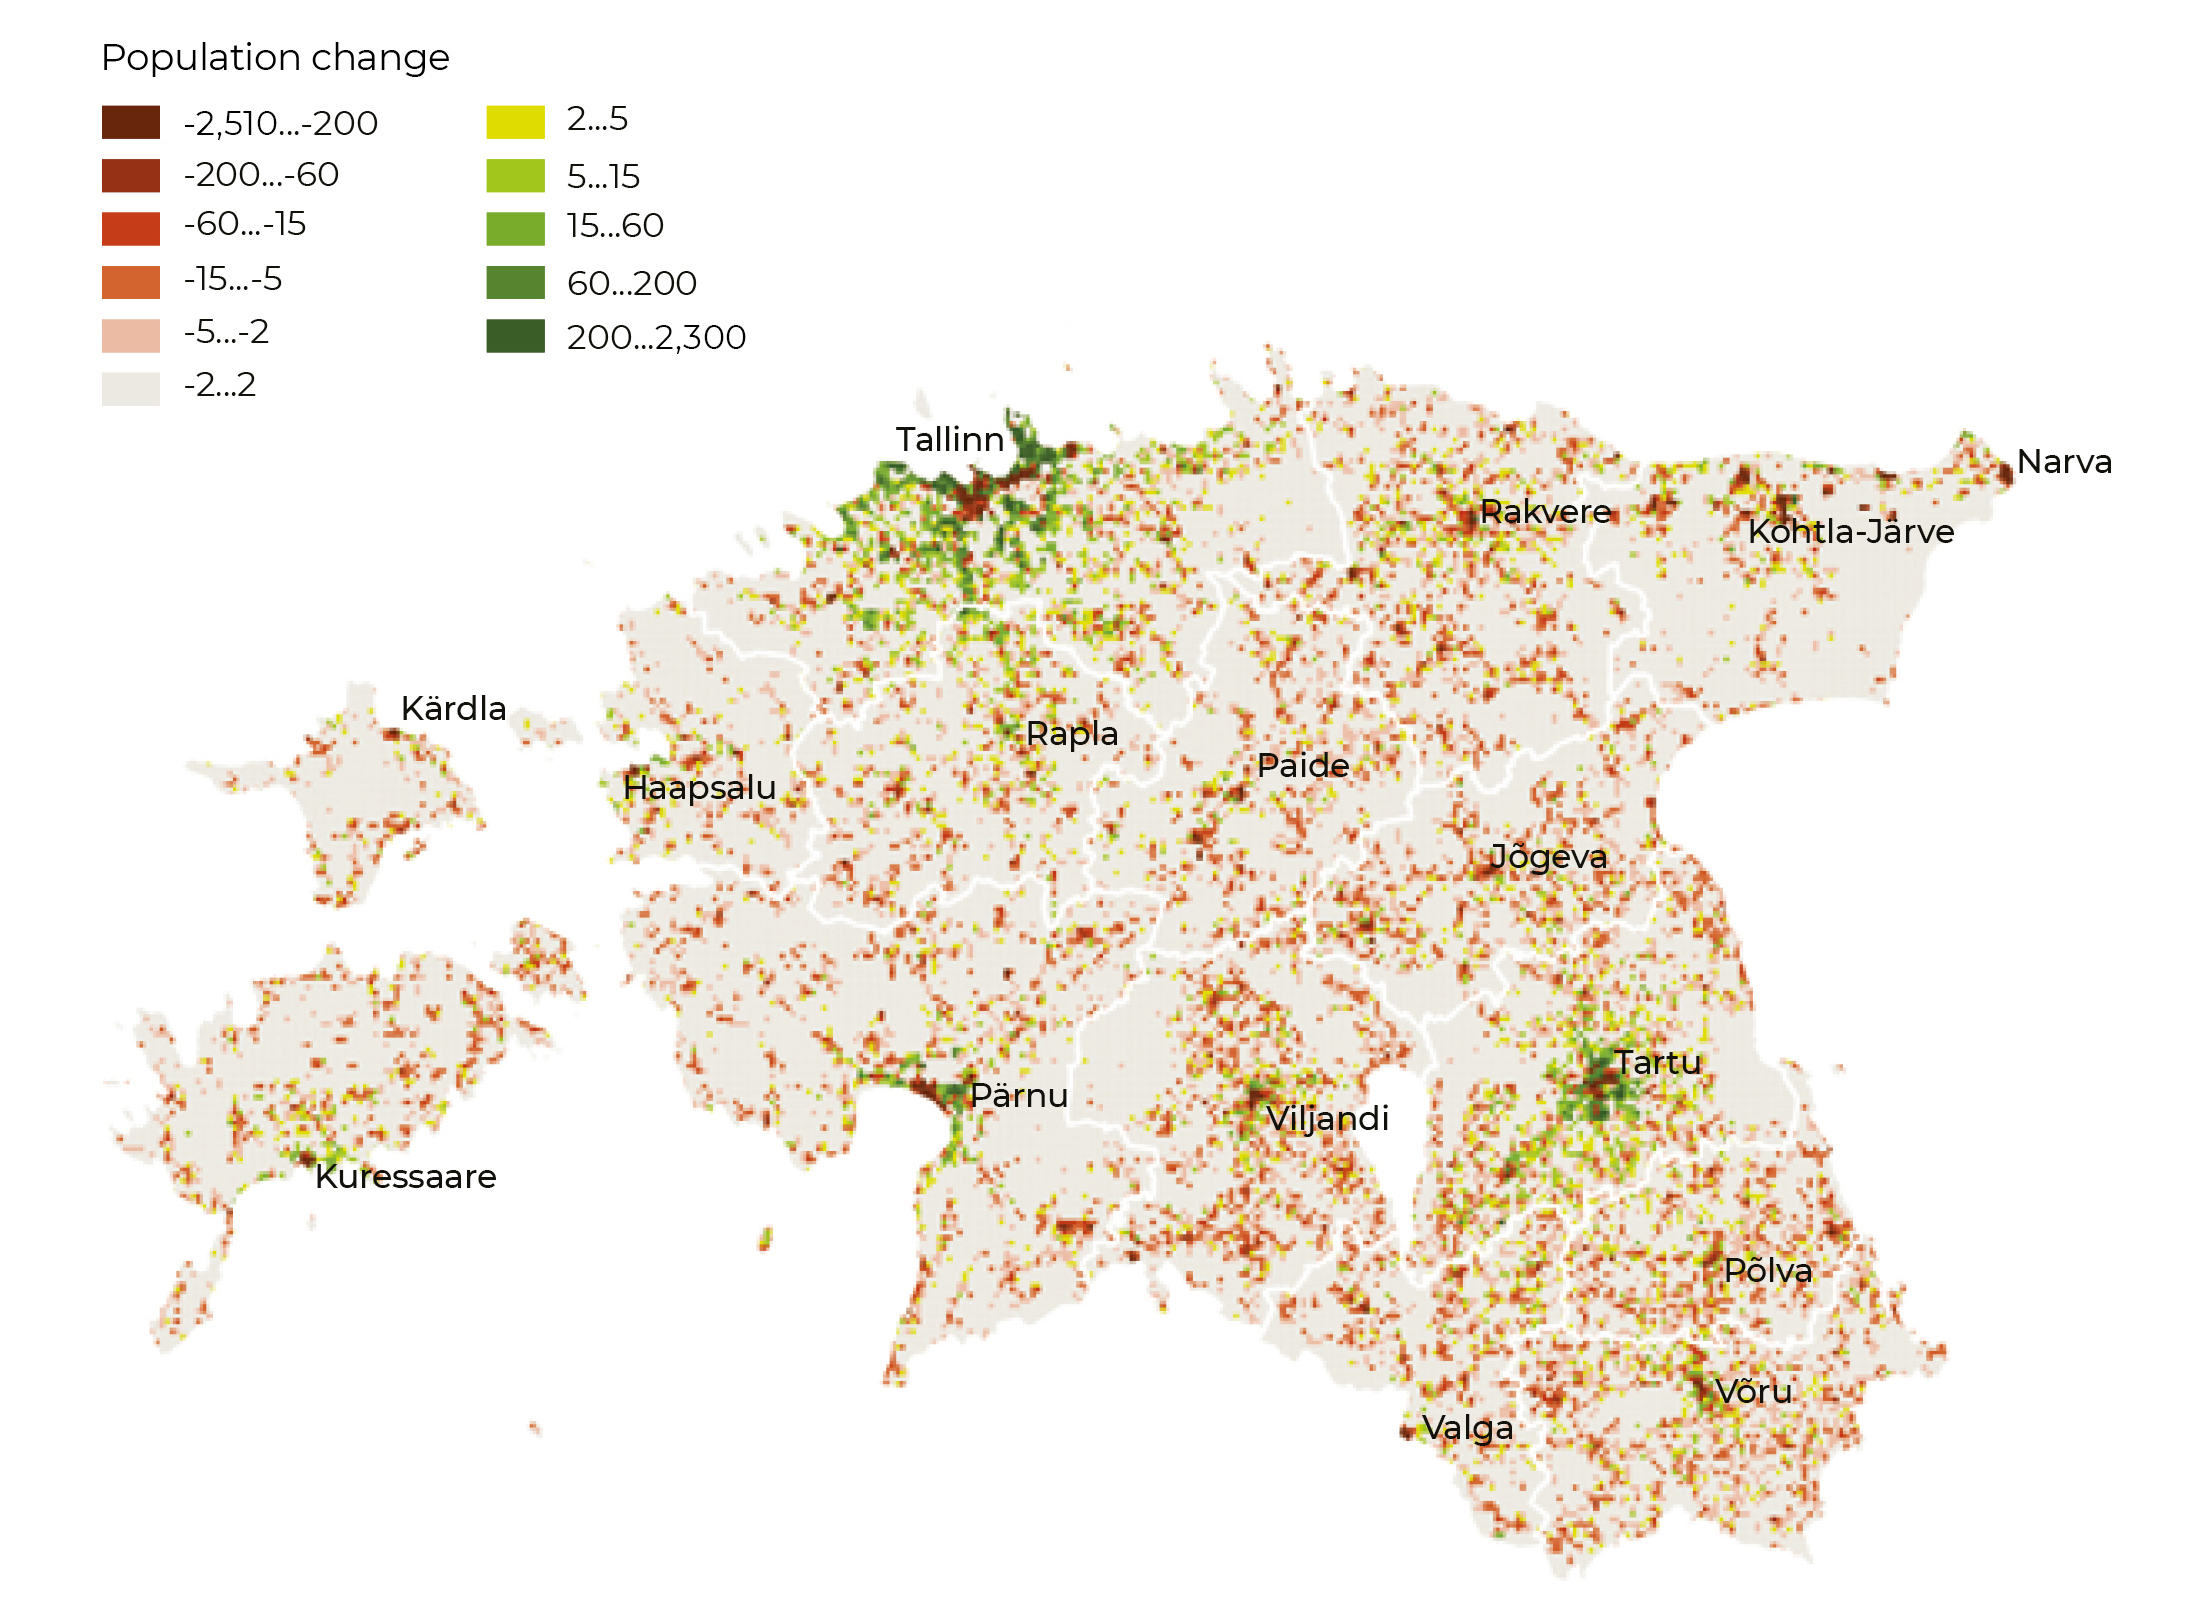 Population change
-2,510...-200
-200...-60
-60...-15
-15...-5
-5...-2
-2...2
2...5
5...15
15...60
60...200
200...2,300
Tallinn
Narva
Rakvere
Kohtla-Järve
Kärdla
Rapla
Paide
Haapsalu
Jõgeva
Tartu
Pärnu
Viljandi
Kuressaare
Põlva
Võru
Valga